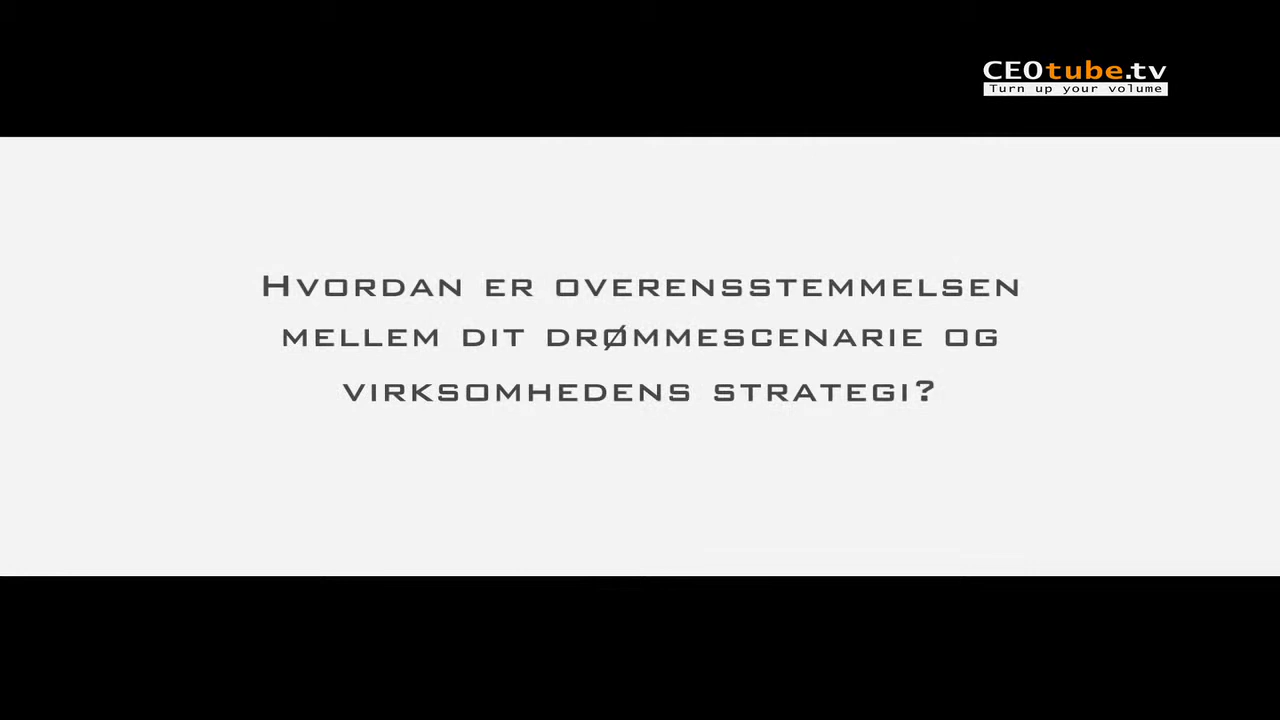 CEOtube.tv
Turn up your volume
HVORDAN ER OVERENSSTEMMELSEN
MELLEM DIT DRØMMESCENARIE OG
VIRKSOMHEDENS STRATEGI?